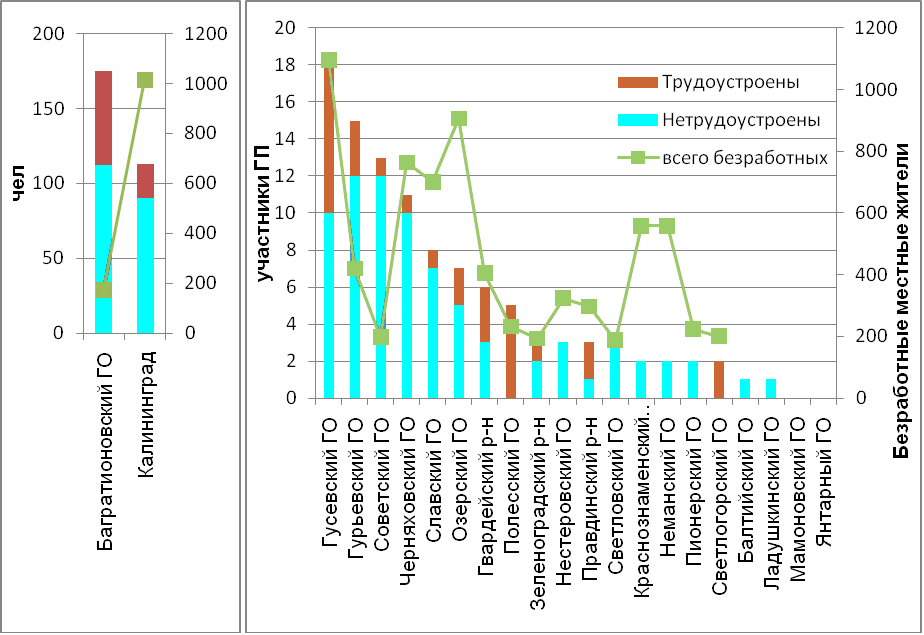 200
150
100
50
0
чел
1200
1000
800
600
400
200
0
Багратионовский ГО
Калининград
20
18
16
14
12
10
8
6
4
2
0
участники ГП
Трудоустроены
Нетрудоустроены
всего безработных
1200
1000
800
600
400
200
0
Безработные местные жители
Гусевский ГО
Гурьевский ГО
Советский ГО
Черняховский ГО
Славский ГО
Озерский ГО
Гвардейский р-н
Полесский ГО
Зеленоградский р-н
Нестеровский ГО
Правдинский р-н
Светловский ГО
Краснознаменский...
Неманский ГО
Пионерский ГО
Светлогорский ГО
Балтийский ГО
Ладушкинский ГО
Мамоновский ГО
Янтарный ГО